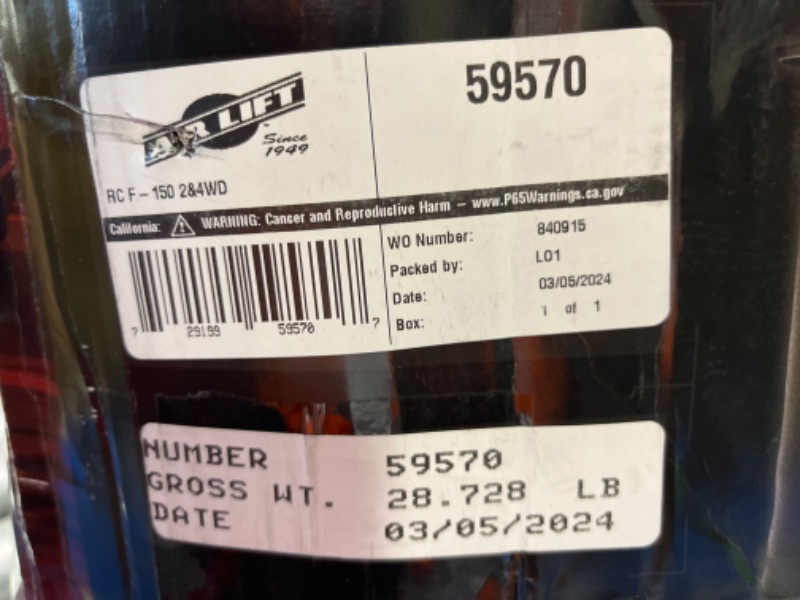 AIR LIFT
Since
1949
59570
RC F-150 2&4WD
California: WARNING: Cancer and Reproductive Harm – www.P65Warnings.ca.gov
WO Number: 840915
Packed by: L01
Date: 03/05/2024
Box: 1 of 1
7 29199 59570 7
NUMBER 59570
GROSS WT. 28.728 LB
DATE 03/05/2024